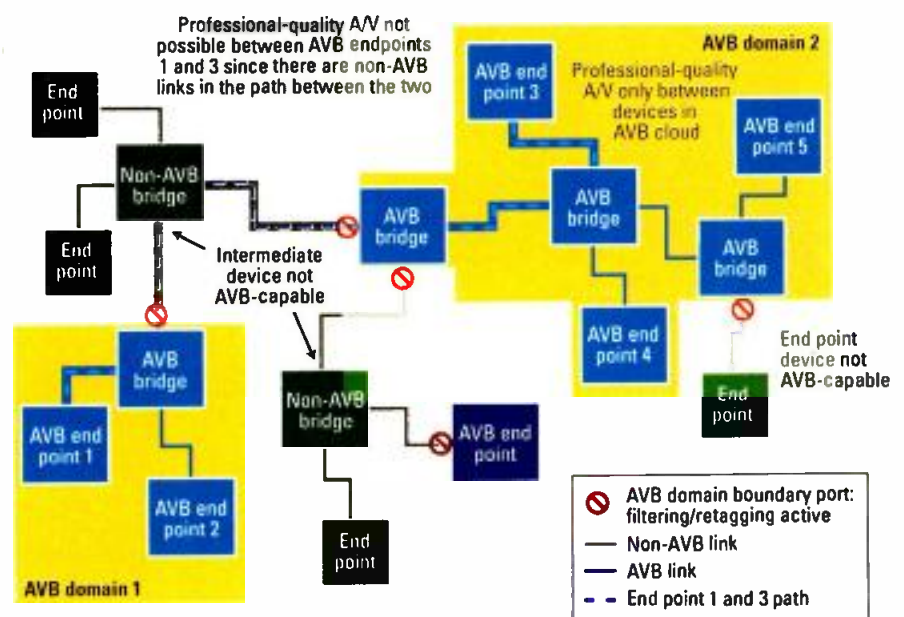 Professional-quality A/V not
possible between AVB endpoints
1 and 3 since there are non-AVB
links in the path between the two
AVB domain 2
Professional-quality
A/V only between
devices in
AVB cloud
AVB end
point 3
AVB end
point 5
End
point
Non-AVB
bridge
AVB
bridge
AVB
bridge
AVB
bridge
End
point
Intermediate
device not
AVB-capable
AVB end
point 4
End point
device not
AVB-capable
End
point
AVB
bridge
Non-AVB
bridge
AVB end
point 1
AVB end
point
AVB end
point 2
End
point
AVB domain 1
AVB domain boundary port:
filtering/retagging active
Non-AVB link
AVB link
End point 1 and 3 path